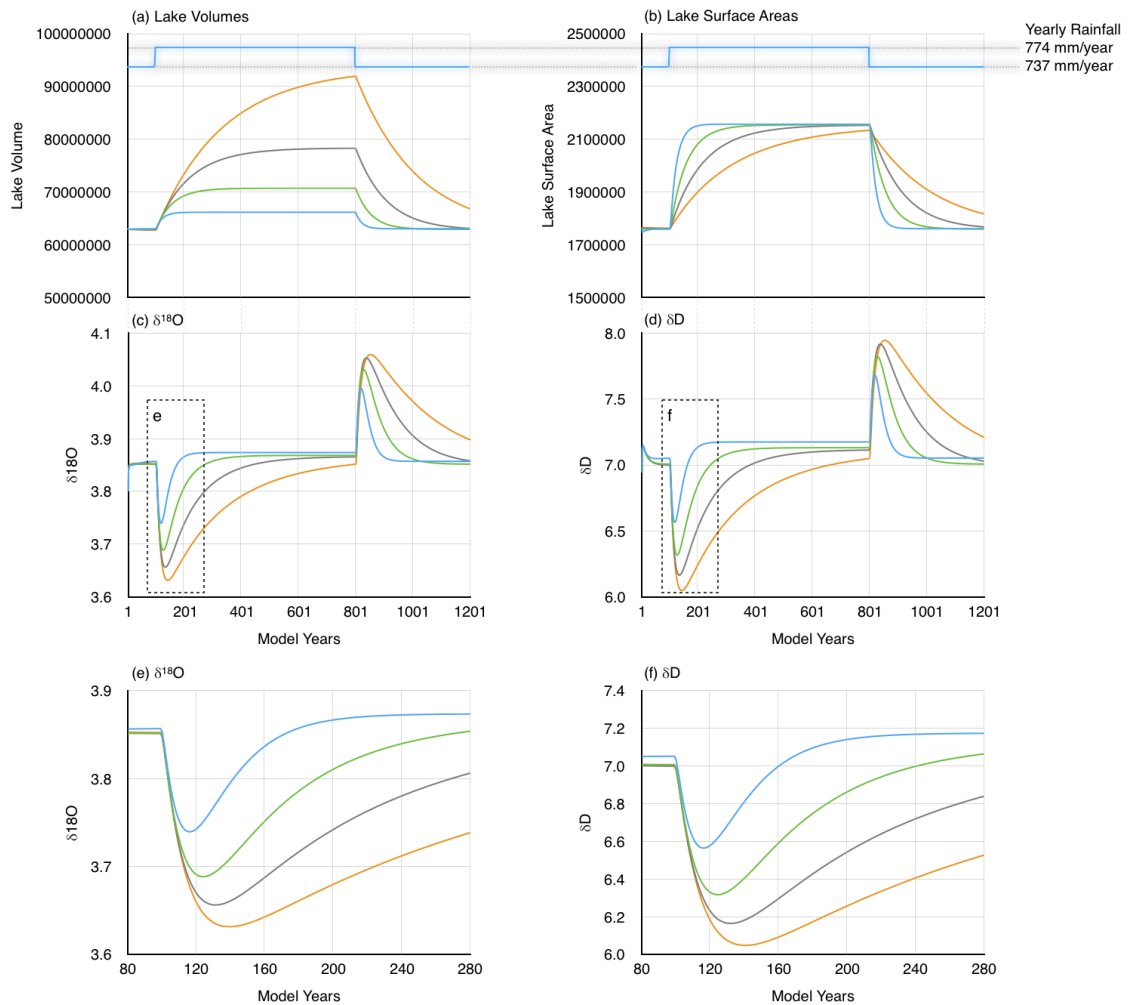 (a) Lake Volumes
(b) Lake Surface Areas
Yearly Rainfall
774 mm/year
737 mm/year
100000000
90000000
80000000
70000000
60000000
50000000
Lake Volume
2500000
2300000
2100000
1900000
1700000
1500000
Lake Surface Area
(c) δ¹⁸O
(d) δD
4.1
4.0
3.9
3.8
3.7
3.6
δ18O
e
1
201
401
601
801
1001
1201
Model Years
8.0
7.5
7.0
6.5
6.0
δD
f
1
201
401
601
801
1001
1201
Model Years
(e) δ¹⁸O
(f) δD
3.9
3.8
3.7
3.6
δ18O
80
120
160
200
240
280
Model Years
7.4
7.2
7.0
6.8
6.6
6.4
6.2
6.0
δD
80
120
160
200
240
280
Model Years